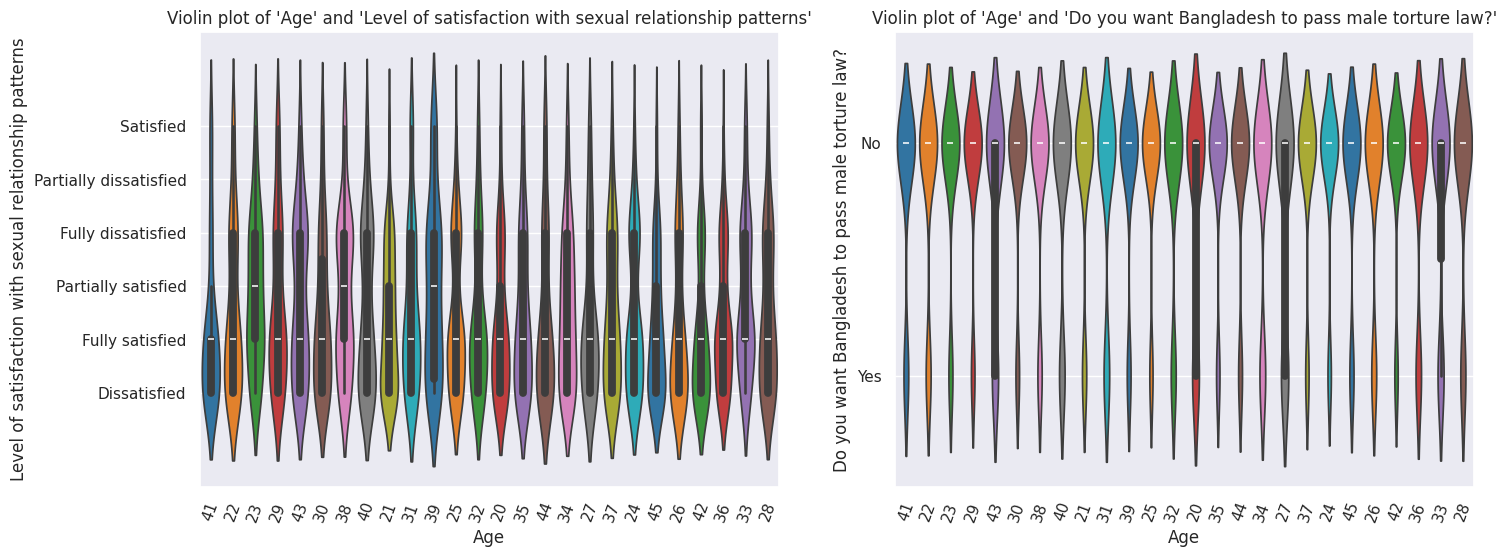 Violin plot of 'Age' and 'Level of satisfaction with sexual relationship patterns'
Level of satisfaction with sexual relationship patterns
Satisfied
Partially dissatisfied
Fully dissatisfied
Partially satisfied
Fully satisfied
Dissatisfied
41 22 23 29 43 30 38 40 21 31 39 25 32 20 35 44 34 27 37 24 45 26 42 36 33 28
Age
Violin plot of 'Age' and 'Do you want Bangladesh to pass male torture law?'
Do you want Bangladesh to pass male torture law?
No
Yes
41 22 23 29 43 30 38 40 21 31 39 25 32 20 35 44 34 27 37 24 45 26 42 36 33 28
Age